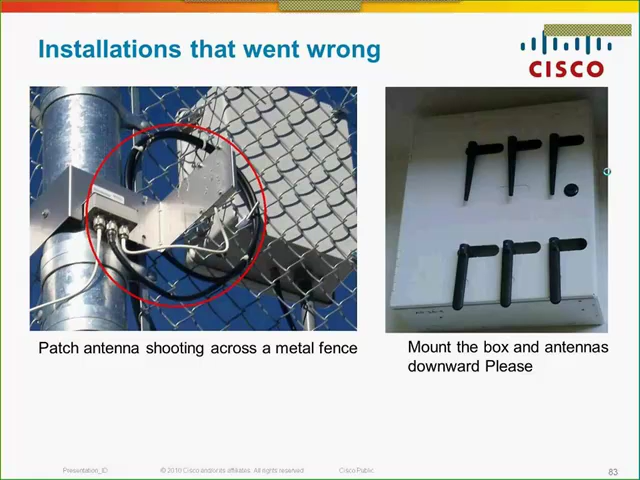 Installations that went wrong
CISCO
Patch antenna shooting across a metal fence
Mount the box and antennas
downward Please
Presentation_ID
© 2010 Cisco and/or its affiliates. All rights reserved.
Cisco Public
83